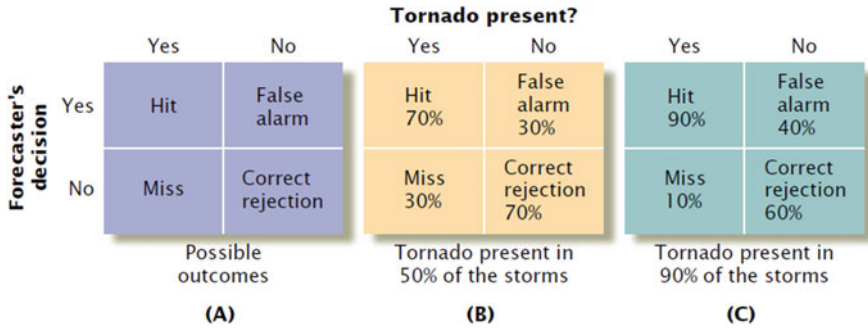 Tornado present?
Yes No Yes No Yes No
Forecaster's
decision
Yes
No
Hit
False
alarm
Miss
Correct
rejection
Possible
outcomes
(A)
Hit
70%
False
alarm
30%
Miss
30%
Correct
rejection
70%
Tornado present in
50% of the storms
(B)
Hit
90%
False
alarm
40%
Miss
10%
Correct
rejection
60%
Tornado present in
90% of the storms
(C)